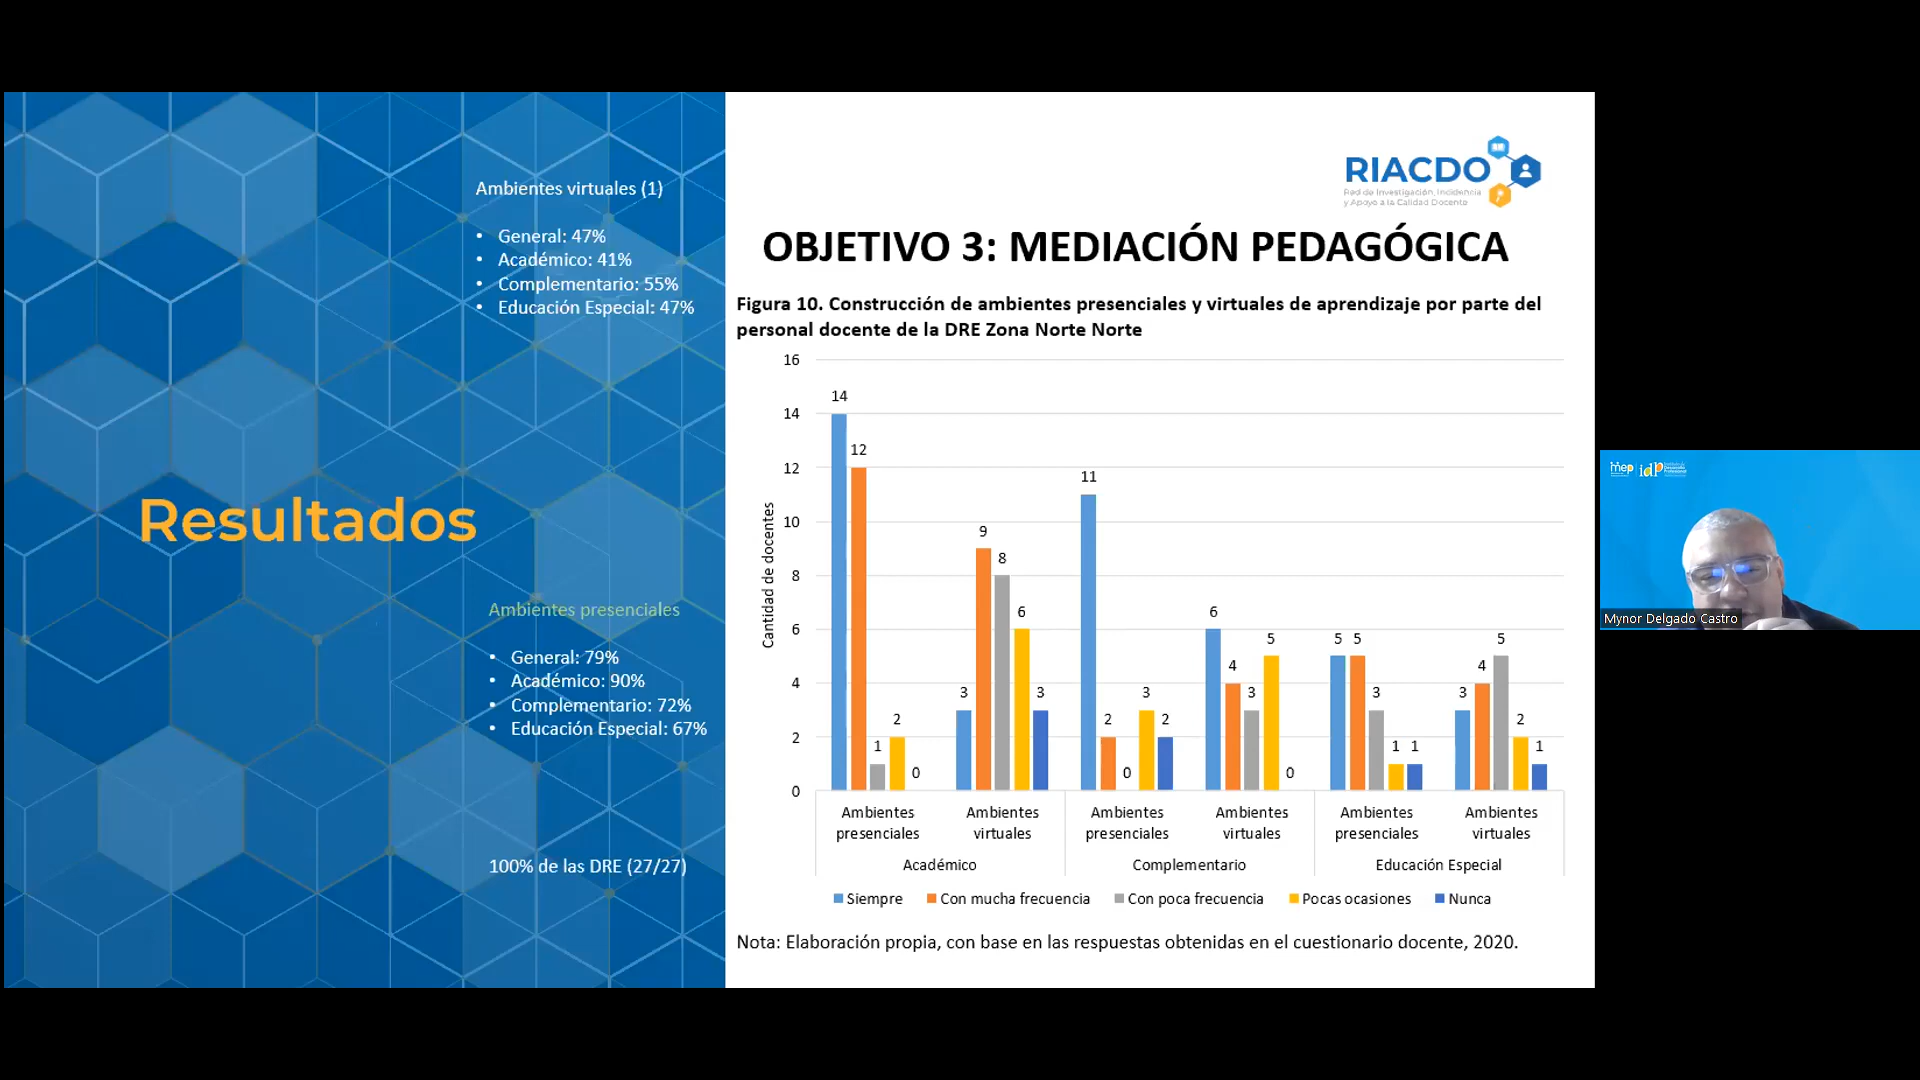 Ambientes virtuales (1)
• General: 47%
• Académico: 41%
• Complementario: 55%
• Educación Especial: 47%
Resultados
Ambientes presenciales
• General: 79%
• Académico: 90%
• Complementario: 72%
• Educación Especial: 67%
100% de las DRE (27/27)
RIACDO
Red de Investigación, Incidencia
y Apoyo a la Calidad Docente
OBJETIVO 3: MEDIACIÓN PEDAGÓGICA
Figura 10. Construcción de ambientes presenciales y virtuales de aprendizaje por parte del
personal docente de la DRE Zona Norte Norte
Cantidad de docentes
16
14
12
10
8
6
4
2
0
14 12 1 2 0
3 9 8 6 3
11 2 0 3 2
6 4 3 5 0
5 5 3 1 1
3 4 5 2 1
Ambientes presenciales
Ambientes virtuales
Ambientes presenciales
Ambientes virtuales
Ambientes presenciales
Ambientes virtuales
Académico Complementario Educación Especial
Siempre Con mucha frecuencia Con poca frecuencia Pocas ocasiones Nunca
Nota: Elaboración propia, con base en las respuestas obtenidas en el cuestionario docente, 2020.
mep idp
Mynor Delgado Castro